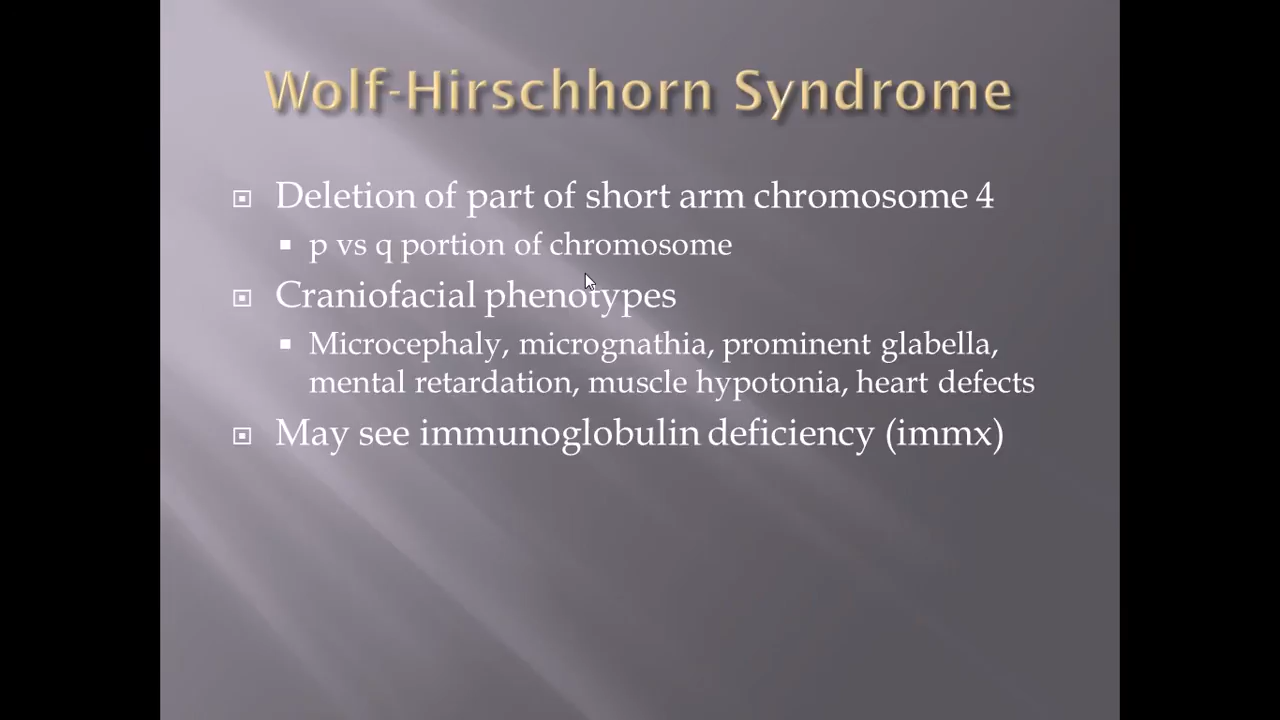 Wolf-Hirschhorn Syndrome
Deletion of part of short arm chromosome 4
p vs q portion of chromosome
Craniofacial phenotypes
Microcephaly, micrognathia, prominent glabella,
mental retardation, muscle hypotonia, heart defects
May see immunoglobulin deficiency (immx)